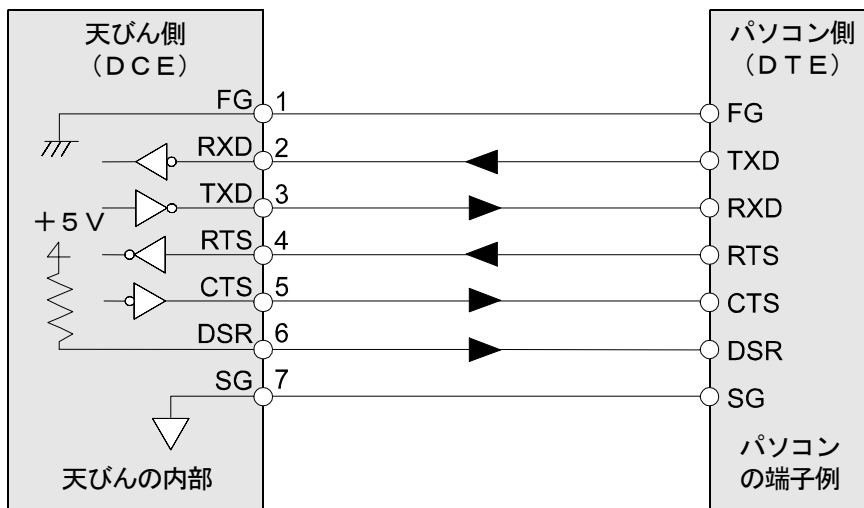 天びん側
（ＤＣＥ）
パソコン側
（ＤＴＥ）
FG 1 FG
RXD 2 TXD
TXD 3 RXD
＋５Ｖ
RTS 4 RTS
CTS 5 CTS
DSR 6 DSR
SG 7 SG
天びんの内部
パソコン
の端子例